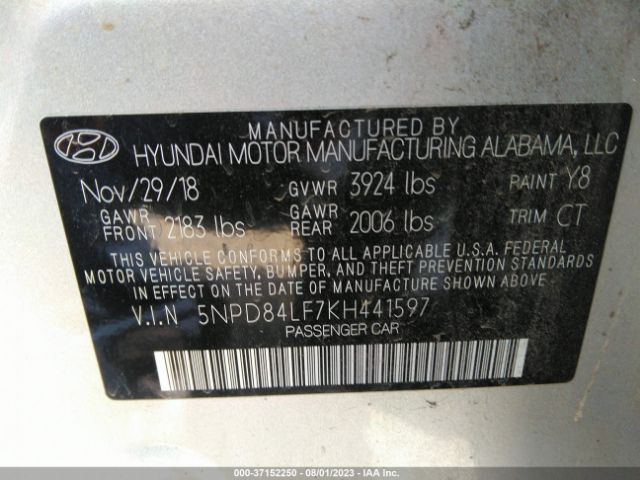 MANUFACTURED BY
HYUNDAI MOTOR MANUFACTURING ALABAMA, LLC
Nov/29/18 GVWR 3924 lbs PAINT Y8
GAWR FRONT 2183 lbs GAWR REAR 2006 lbs TRIM CT
THIS VEHICLE CONFORMS TO ALL APPLICABLE U.S.A. FEDERAL
MOTOR VEHICLE SAFETY, BUMPER, AND THEFT PREVENTION STANDARDS
IN EFFECT ON THE DATE OF MANUFACTURE SHOWN ABOVE.
V.I.N 5NPD84LF7KH441597
PASSENGER CAR
000-37152250 - 08/01/2023 - IAA Inc.